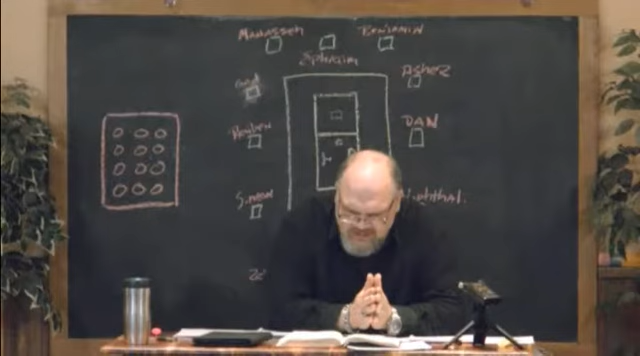 Manasseh
Benjamin
Ephraim
Gad
Asher
Reuben
DAN
Simeon